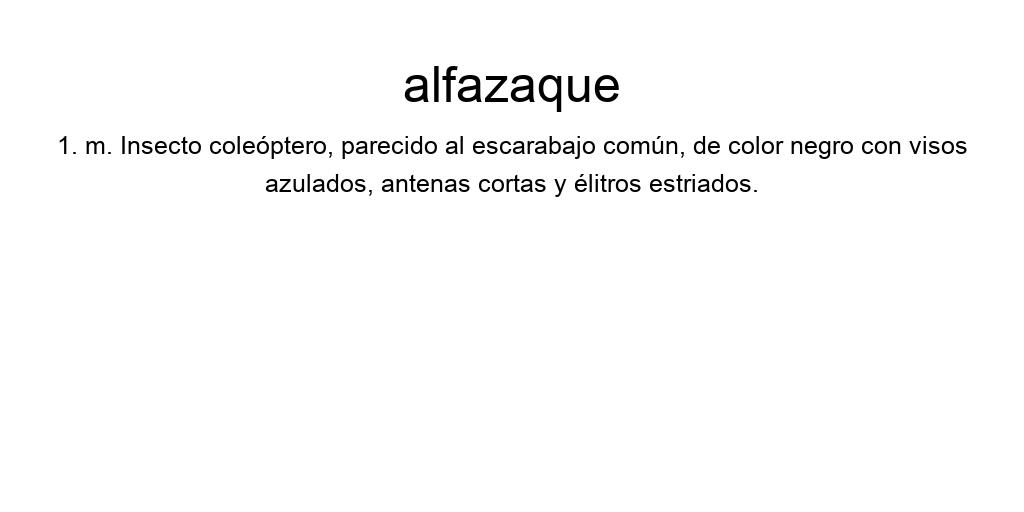 alfazaque
1. m. Insecto coleóptero, parecido al escarabajo común, de color negro con visos
azulados, antenas cortas y élitros estriados.